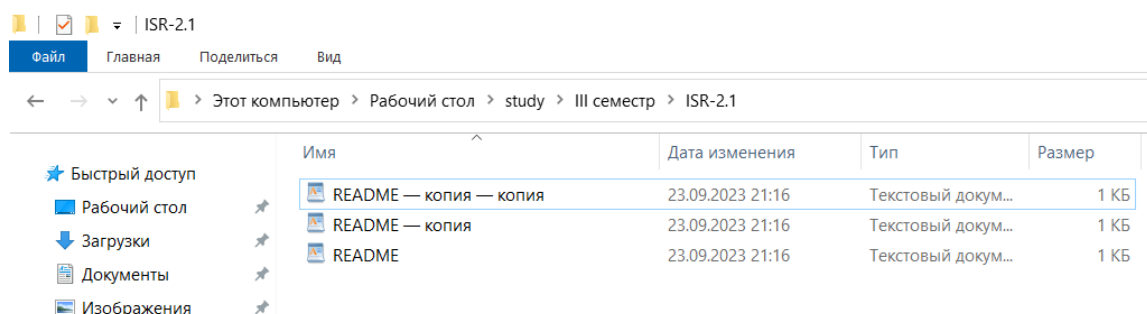 ISR-2.1
Файл Главная Поделиться Вид
Этот компьютер > Рабочий стол > study > III семестр > ISR-2.1
Имя Дата изменения Тип Размер
Быстрый доступ
Рабочий стол
Загрузки
Документы
Изображения
README — копия — копия 23.09.2023 21:16 Текстовый докум... 1 КБ
README — копия 23.09.2023 21:16 Текстовый докум... 1 КБ
README 23.09.2023 21:16 Текстовый докум... 1 КБ